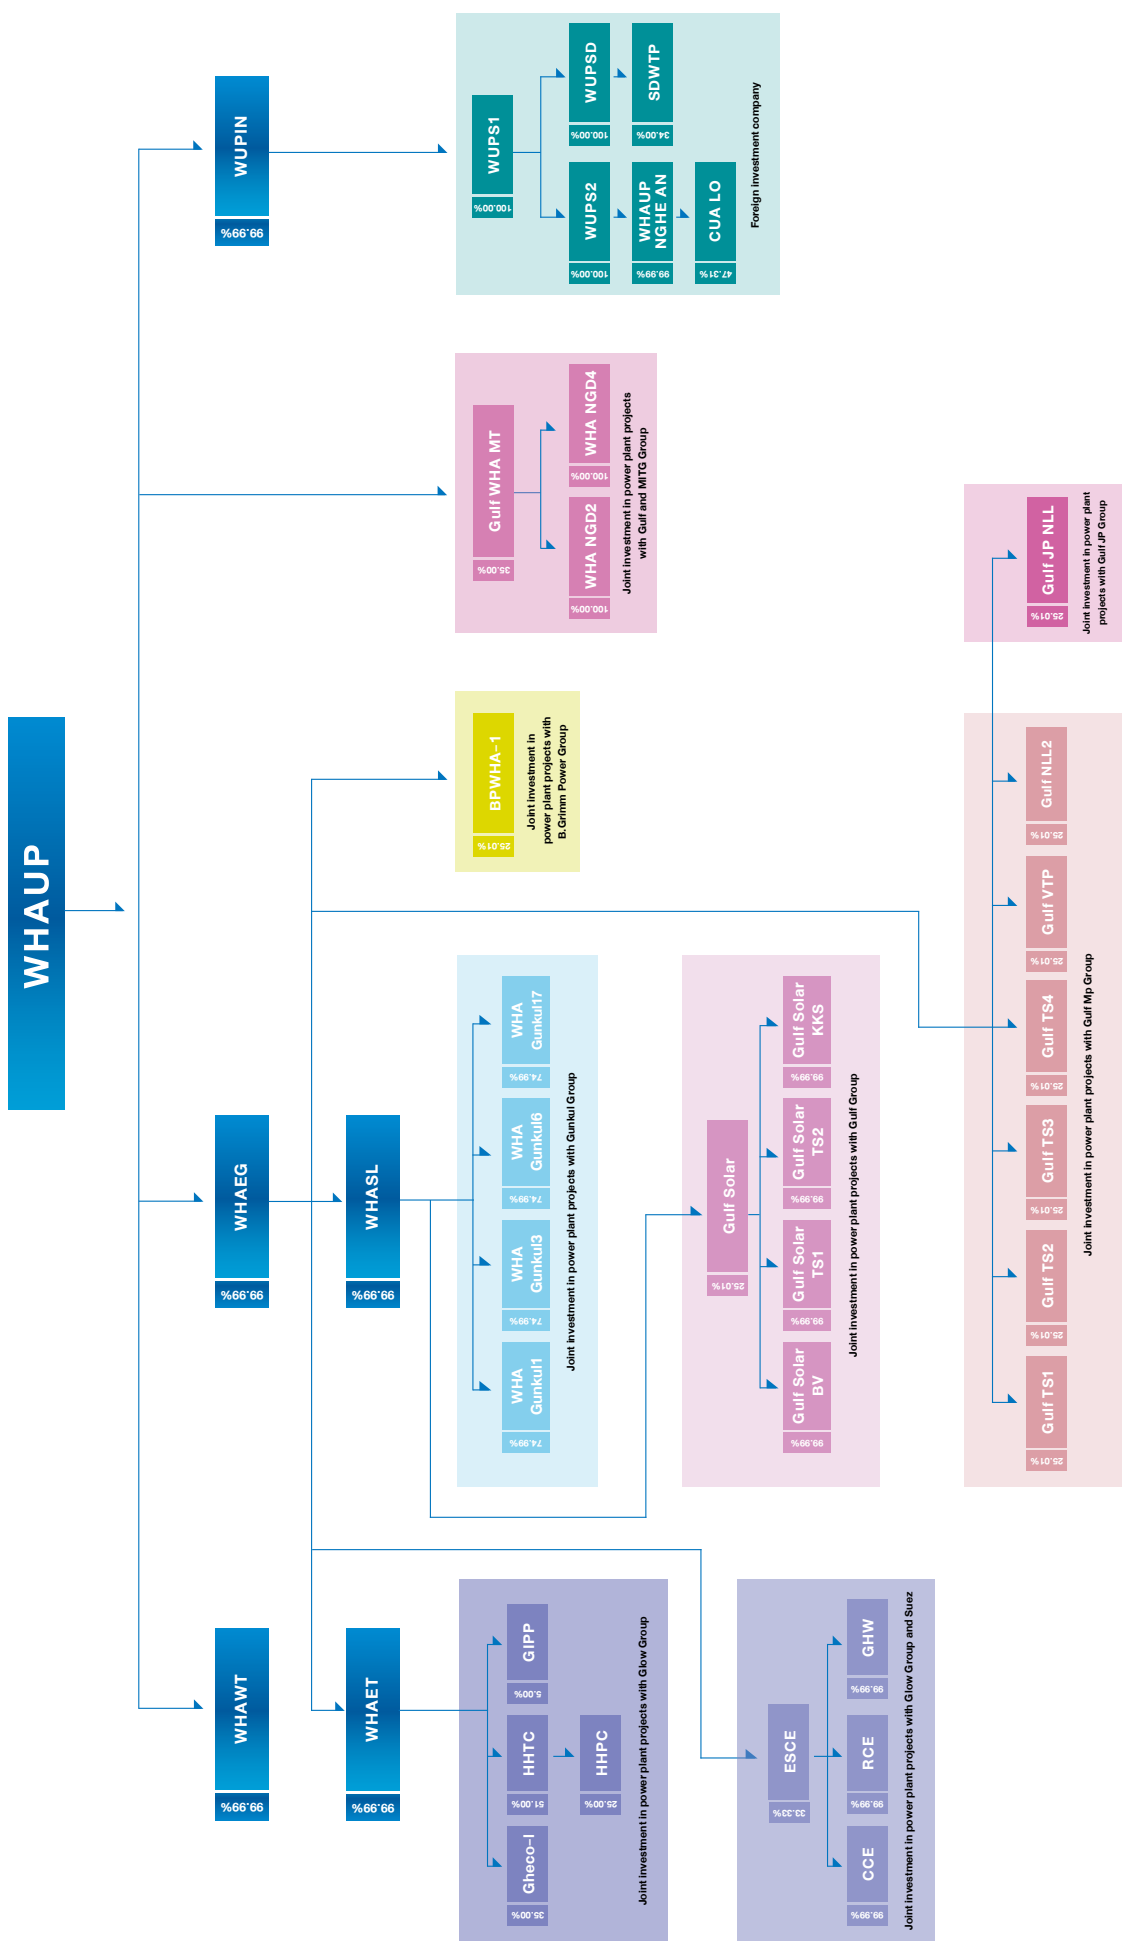 WHAUP
99.99%
WHAWT
99.99%
WHAEG
99.99%
WUPIN
99.99%
WHAET
99.99%
WHASL
35.00%
Gheco-I
51.00%
HHTC
5.00%
GIPP
25.00%
HHPC
Joint investment in power plant projects with Glow Group
74.99%
WHA
Gunkul1
74.99%
WHA
Gunkul3
74.99%
WHA
Gunkul6
74.99%
WHA
Gunkul17
Joint investment in power plant projects with Gunkul Group
25.01%
BPWHA-1
Joint investment in
power plant projects with
B.Grimm Power Group
35.00%
Gulf WHA MT
100.00%
WHA NGD2
100.00%
WHA NGD4
Joint investment in power plant projects
with Gulf and MITG Group
100.00%
WUPS1
100.00%
WUPS2
100.00%
WUPSD
99.99%
WHAUP
NGHE AN
34.00%
SDWTP
47.31%
CUA LO
Foreign investment company
33.33%
ESCE
99.99%
CCE
99.99%
RCE
99.99%
GHW
Joint investment in power plant projects with Glow Group and Suez
25.01%
Gulf Solar
99.99%
Gulf Solar
BV
99.99%
Gulf Solar
TS1
99.99%
Gulf Solar
TS2
99.99%
Gulf Solar
KKS
Joint investment in power plant projects with Gulf Group
25.01%
Gulf TS1
25.01%
Gulf TS2
25.01%
Gulf TS3
25.01%
Gulf TS4
25.01%
Gulf VTP
25.01%
Gulf NLL2
Joint investment in power plant projects with Gulf Mp Group
25.01%
Gulf JP NLL
Joint investment in power plant
projects with Gulf JP Group